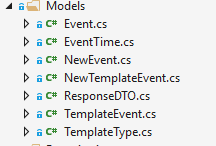 Models
C# Event.cs
C# EventTime.cs
C# NewEvent.cs
C# NewTemplateEvent.cs
C# ResponseDTO.cs
C# TemplateEvent.cs
C# TemplateType.cs